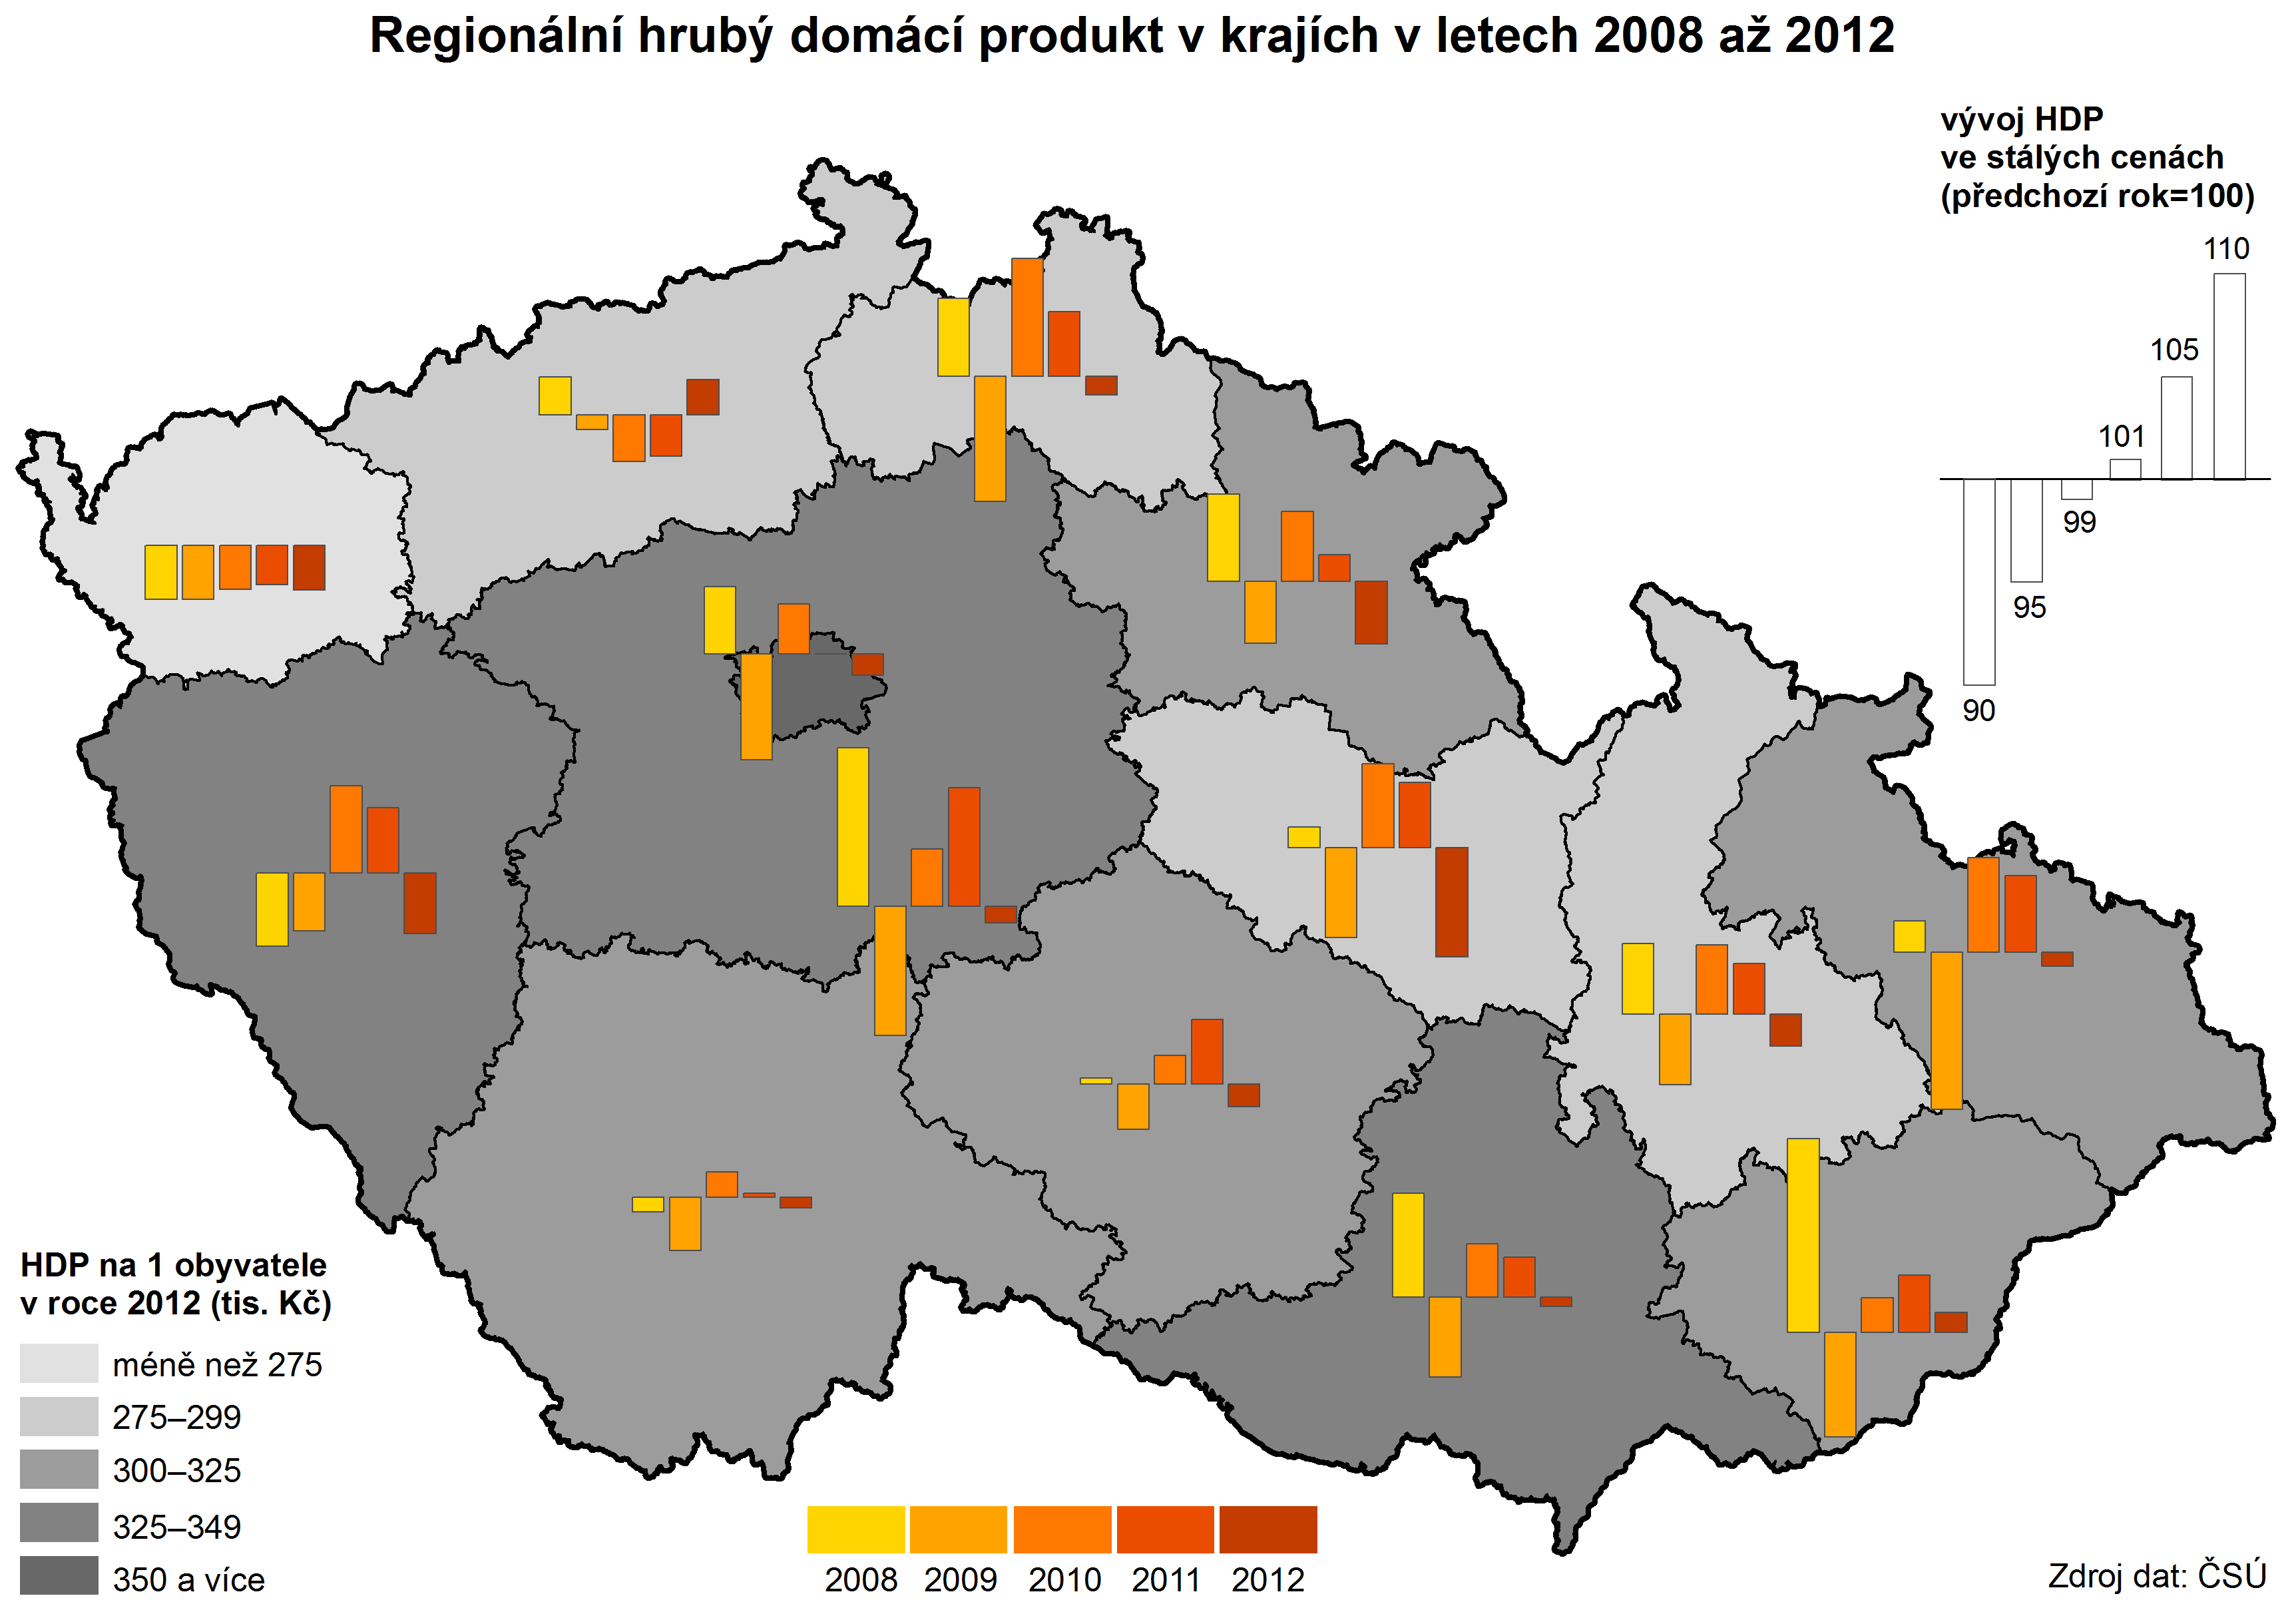 Regionální hrubý domácí produkt v krajích v letech 2008 až 2012
vývoj HDP
ve stálých cenách
(předchozí rok=100)
110
105
101
99
95
90
HDP na 1 obyvatele
v roce 2012 (tis. Kč)
méně než 275
275–299
300–325
325–349
350 a více
2008 2009 2010 2011 2012
Zdroj dat: ČSÚ